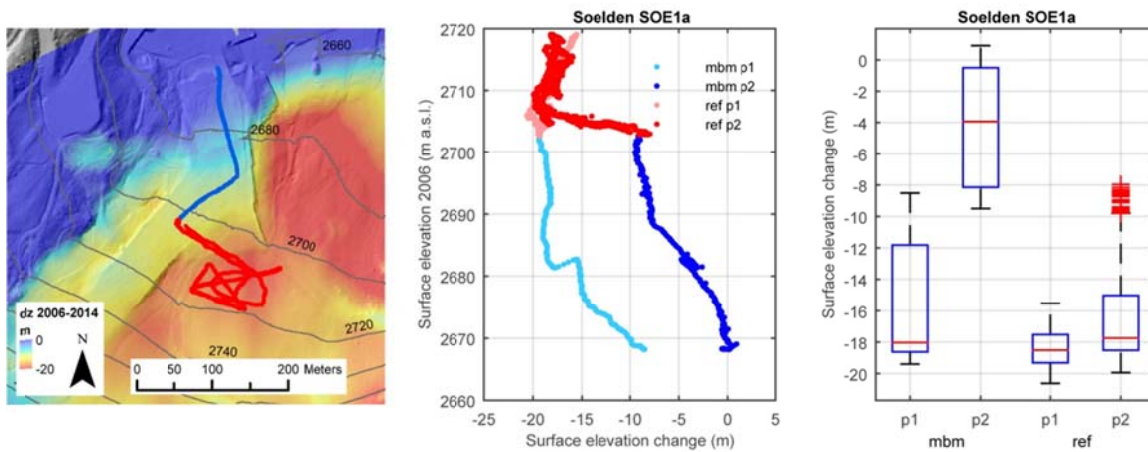 2660
2680
2700
2720
2740
dz 2006-2014
m
0
-20
N
0 50 100 200 Meters
Soelden SOE1a
mbm p1
mbm p2
ref p1
ref p2
2720
2710
2700
2690
2680
2670
2660
-25 -20 -15 -10 -5 0 5
Surface elevation 2006 (m a.s.l.)
Surface elevation change (m)
Soelden SOE1a
0
-2
-4
-6
-8
-10
-12
-14
-16
-18
-20
Surface elevation change (m)
p1 p2 p1 p2
mbm ref